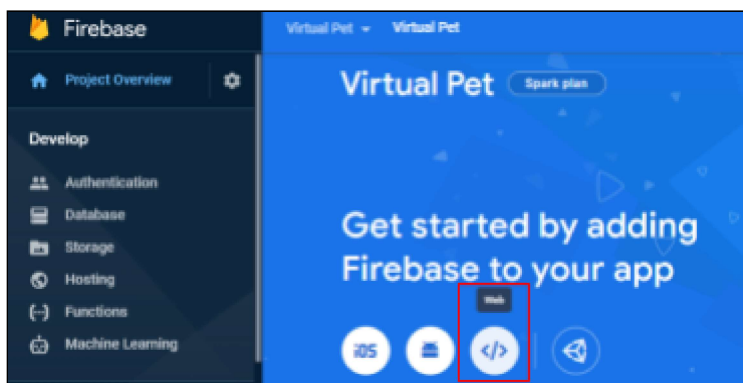 Firebase
Virtual Pet Virtual Pet
Project Overview
Virtual Pet Spark plan
Develop
Authentication
Database
Storage
Hosting
Functions
Machine Learning
Get started by adding
Firebase to your app
Web
iOS
</>